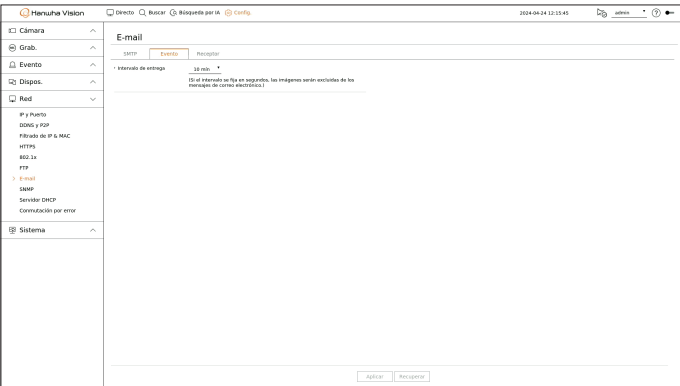 Hanwha Vision
Directo Buscar Búsqueda por IA Config.
2024-04-24 12:15:45 admin
Cámara
Grab.
Evento
Dispos.
Red
IP y Puerto
DDNS y P2P
Filtrado de IP & MAC
HTTPS
802.1x
FTP
E-mail
SNMP
Servidor DHCP
Conmutación por error
Sistema
E-mail
SMTP Evento Receptor
Intervalo de entrega 10 min
(Si el intervalo se fija en segundos, las imágenes serán excluidas de los
mensajes de correo electrónico.)
Aplicar Recuperar